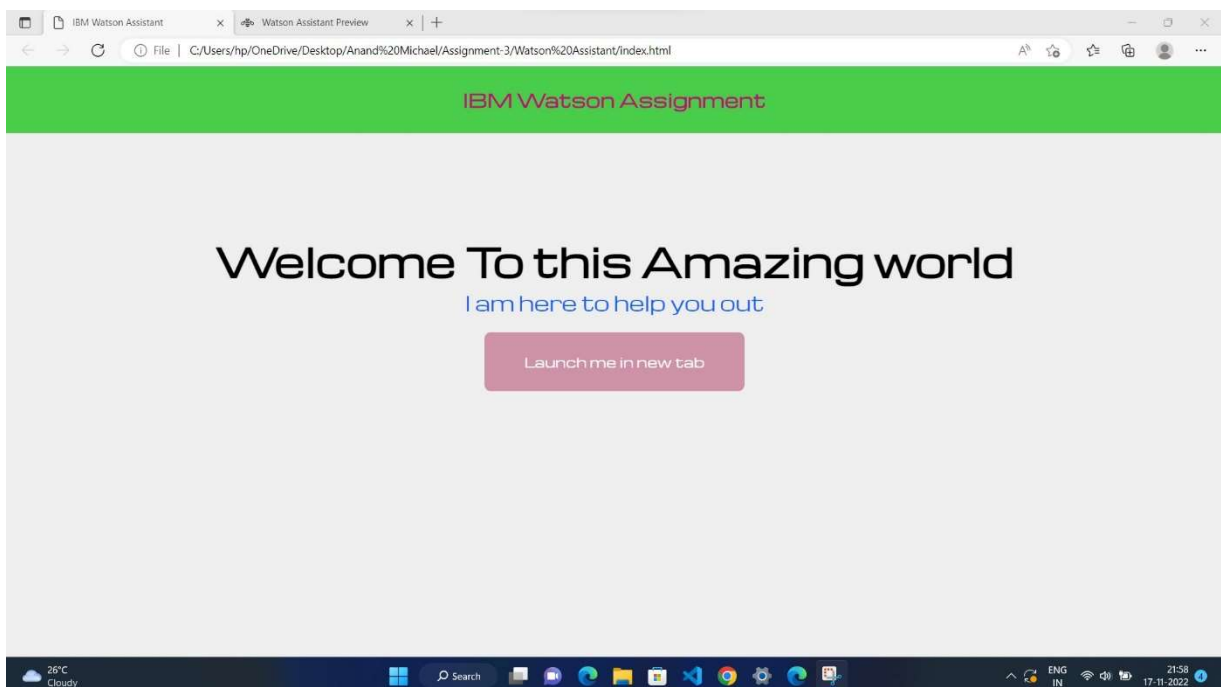 IBM Watson Assistant
Watson Assistant Preview
File | C:/Users/hp/OneDrive/Desktop/Anand%20Michael/Assignment-3/Watson%20Assistant/index.html
IBM Watson Assignment
Welcome To this Amazing world
I am here to help you out
Launch me in new tab
26°C
Cloudy
Search
ENG
IN
21:58
17-11-2022
4